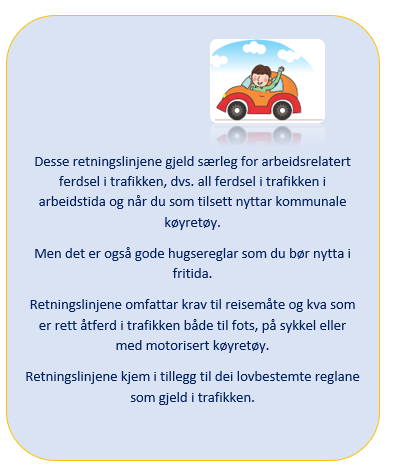 Desse retningslinjene gjeld særleg for arbeidsrelatert
ferdsel i trafikken, dvs. all ferdsel i trafikken i
arbeidstida og når du som tilsett nyttar kommunale
køyretøy.
Men det er også gode hugsereglar som du bør nytta i
fritida.
Retningslinjene omfattar krav til reisemåte og kva som
er rett åtferd i trafikken både til fots, på sykkel eller
med motorisert køyretøy.
Retningslinjene kjem i tillegg til dei lovbestemte reglane
som gjeld i trafikken.